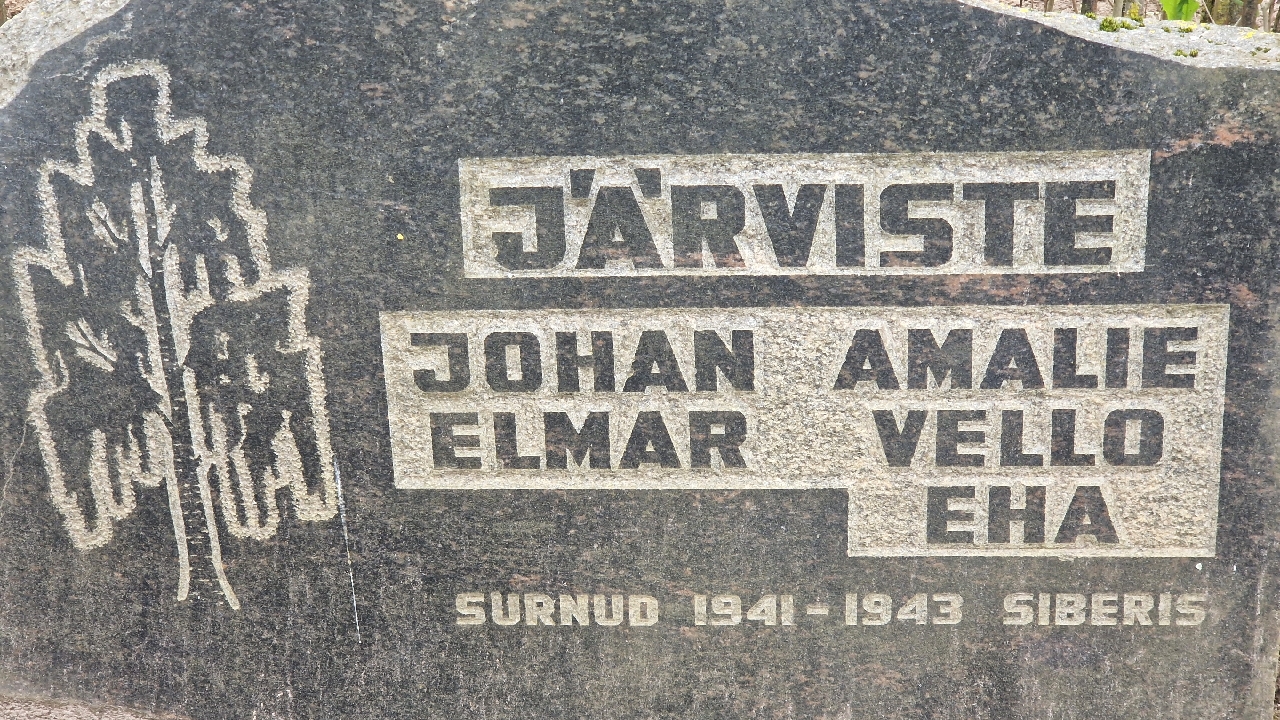 JÄRVISTE
JOHAN AMALIE
ELMAR VELLO
EHA
SURNUD 1941-1943 SIBERIS